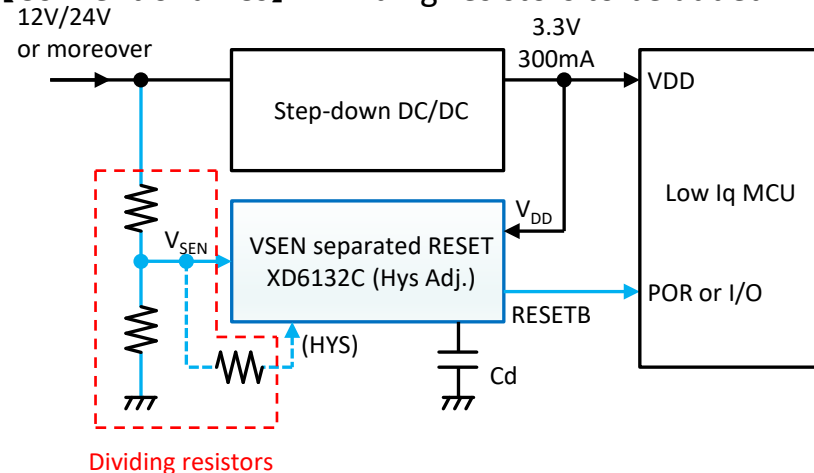 12V/24V
or moreover
3.3V
300mA
Step-down DC/DC
VDD
Low Iq MCU
VDD
VSEN
VSEN separated RESET
XD6132C (Hys Adj.)
POR or I/O
RESETB
(HYS)
Cd
Dividing resistors